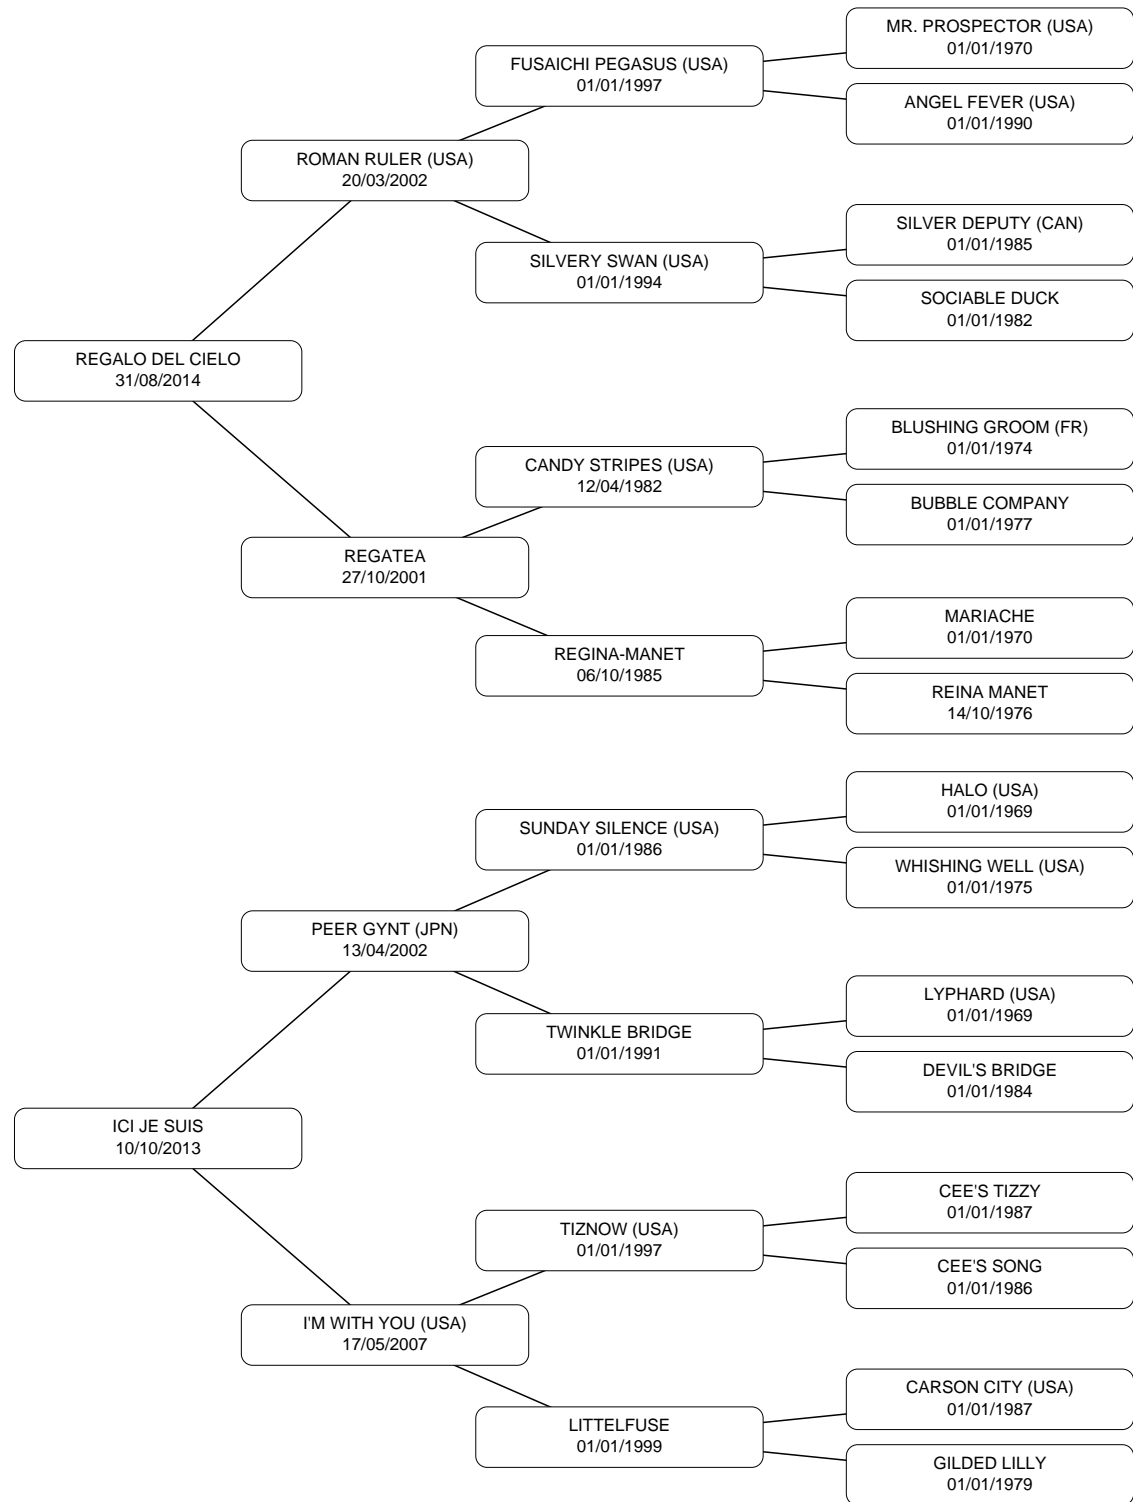 MR. PROSPECTOR (USA)
01/01/1970
FUSAICHI PEGASUS (USA)
01/01/1997
ANGEL FEVER (USA)
01/01/1990
ROMAN RULER (USA)
20/03/2002
SILVER DEPUTY (CAN)
01/01/1985
SILVERY SWAN (USA)
01/01/1994
SOCIABLE DUCK
01/01/1982
REGALO DEL CIELO
31/08/2014
BLUSHING GROOM (FR)
01/01/1974
CANDY STRIPES (USA)
12/04/1982
BUBBLE COMPANY
01/01/1977
REGATEA
27/10/2001
MARIACHE
01/01/1970
REGINA-MANET
06/10/1985
REINA MANET
14/10/1976
HALO (USA)
01/01/1969
SUNDAY SILENCE (USA)
01/01/1986
WHISHING WELL (USA)
01/01/1975
PEER GYNT (JPN)
13/04/2002
LYPHARD (USA)
01/01/1969
TWINKLE BRIDGE
01/01/1991
DEVIL'S BRIDGE
01/01/1984
ICI JE SUIS
10/10/2013
CEE'S TIZZY
01/01/1987
TIZNOW (USA)
01/01/1997
CEE'S SONG
01/01/1986
I'M WITH YOU (USA)
17/05/2007
CARSON CITY (USA)
01/01/1987
LITTELFUSE
01/01/1999
GILDED LILLY
01/01/1979